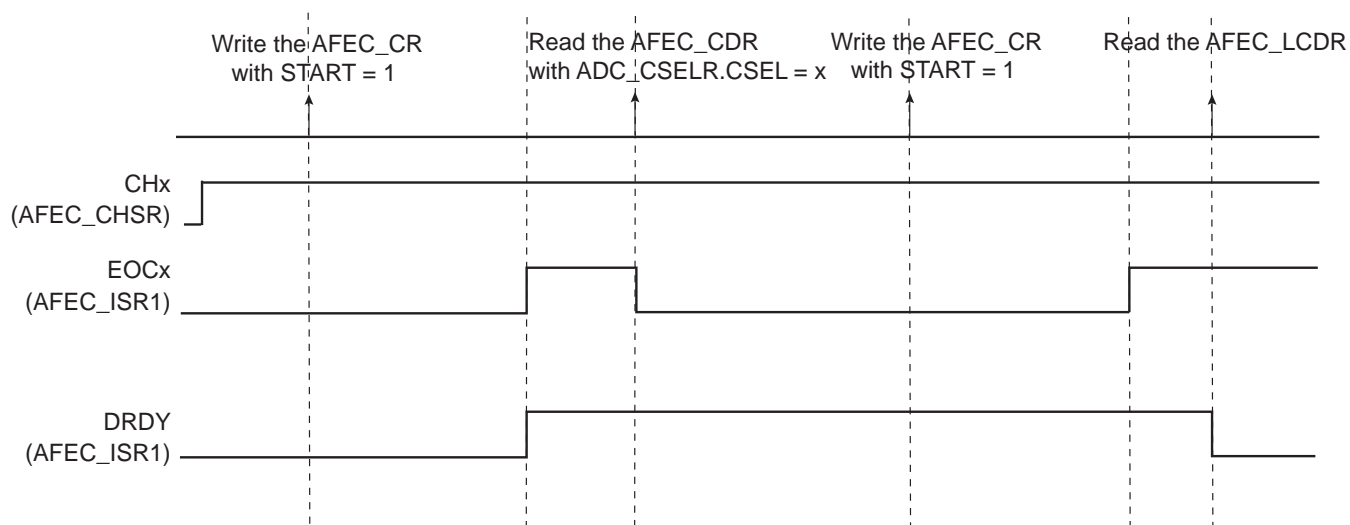 Write the AFEC_CR
with START = 1
Read the AFEC_CDR
with ADC_CSELR.CSEL = x
Write the AFEC_CR
with START = 1
Read the AFEC_LCDR
CHx
(AFEC_CHSR)
EOCx
(AFEC_ISR1)
DRDY
(AFEC_ISR1)